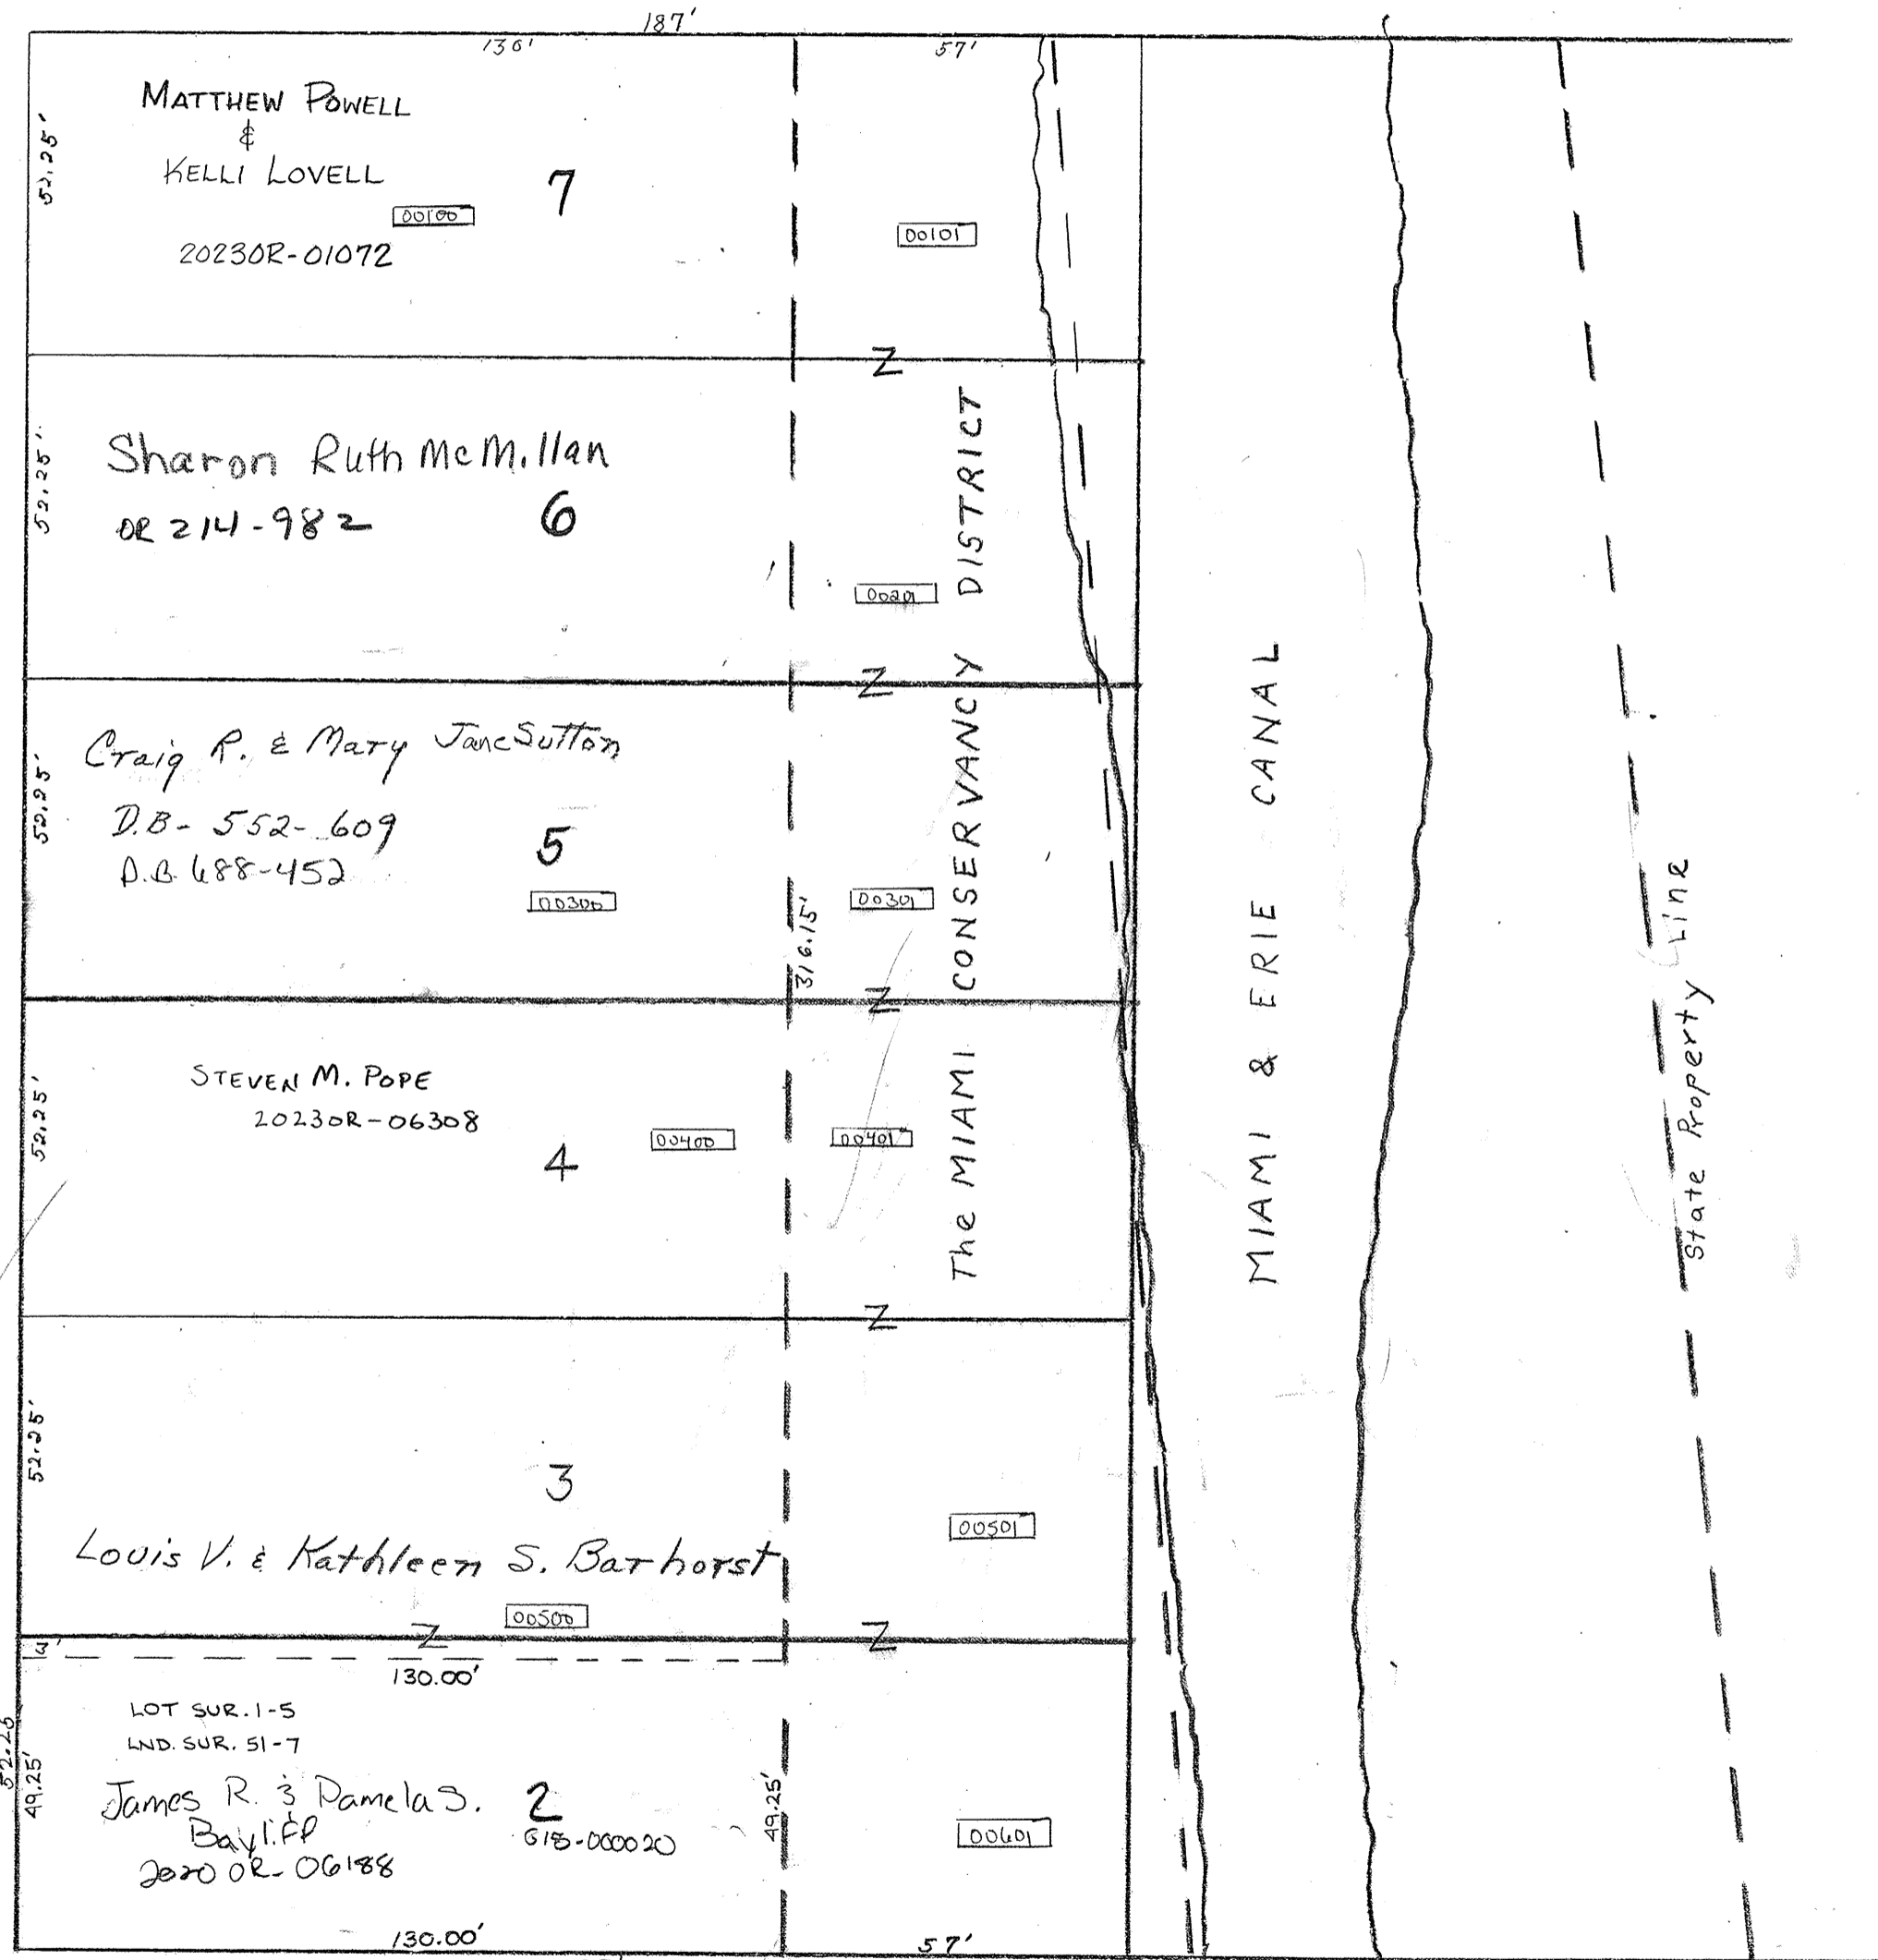 187'
130'
57'
52.25'
MATTHEW POWELL
&
KELLI LOVELL
7
00100
20230R-01072
00101
Z
52.25'
Sharon Ruth McMillan
OR 214-982
6
00201
Z
52.25'
Craig R. & Mary Jane Sutton
D.B- 552-609
D.B. 688-452
5
00300
00301
316.15'
Z
52.25'
STEVEN M. POPE
20230R-06308
4
00400
00401
Z
The MIAMI CONSERVANCY DISTRICT
MIAMI & ERIE CANAL
State Property Line
52.25'
3
00501
Louis V. & Kathleen S. Barhorst
00500
Z
Z
3'
130.00'
LOT SUR. 1-5
LND. SUR. 51-7
52.25
49.25'
James R. & Pamela S.
Bayliff
2020 OR-06188
2
G18-000020
49.25'
00601
130.00'
57'